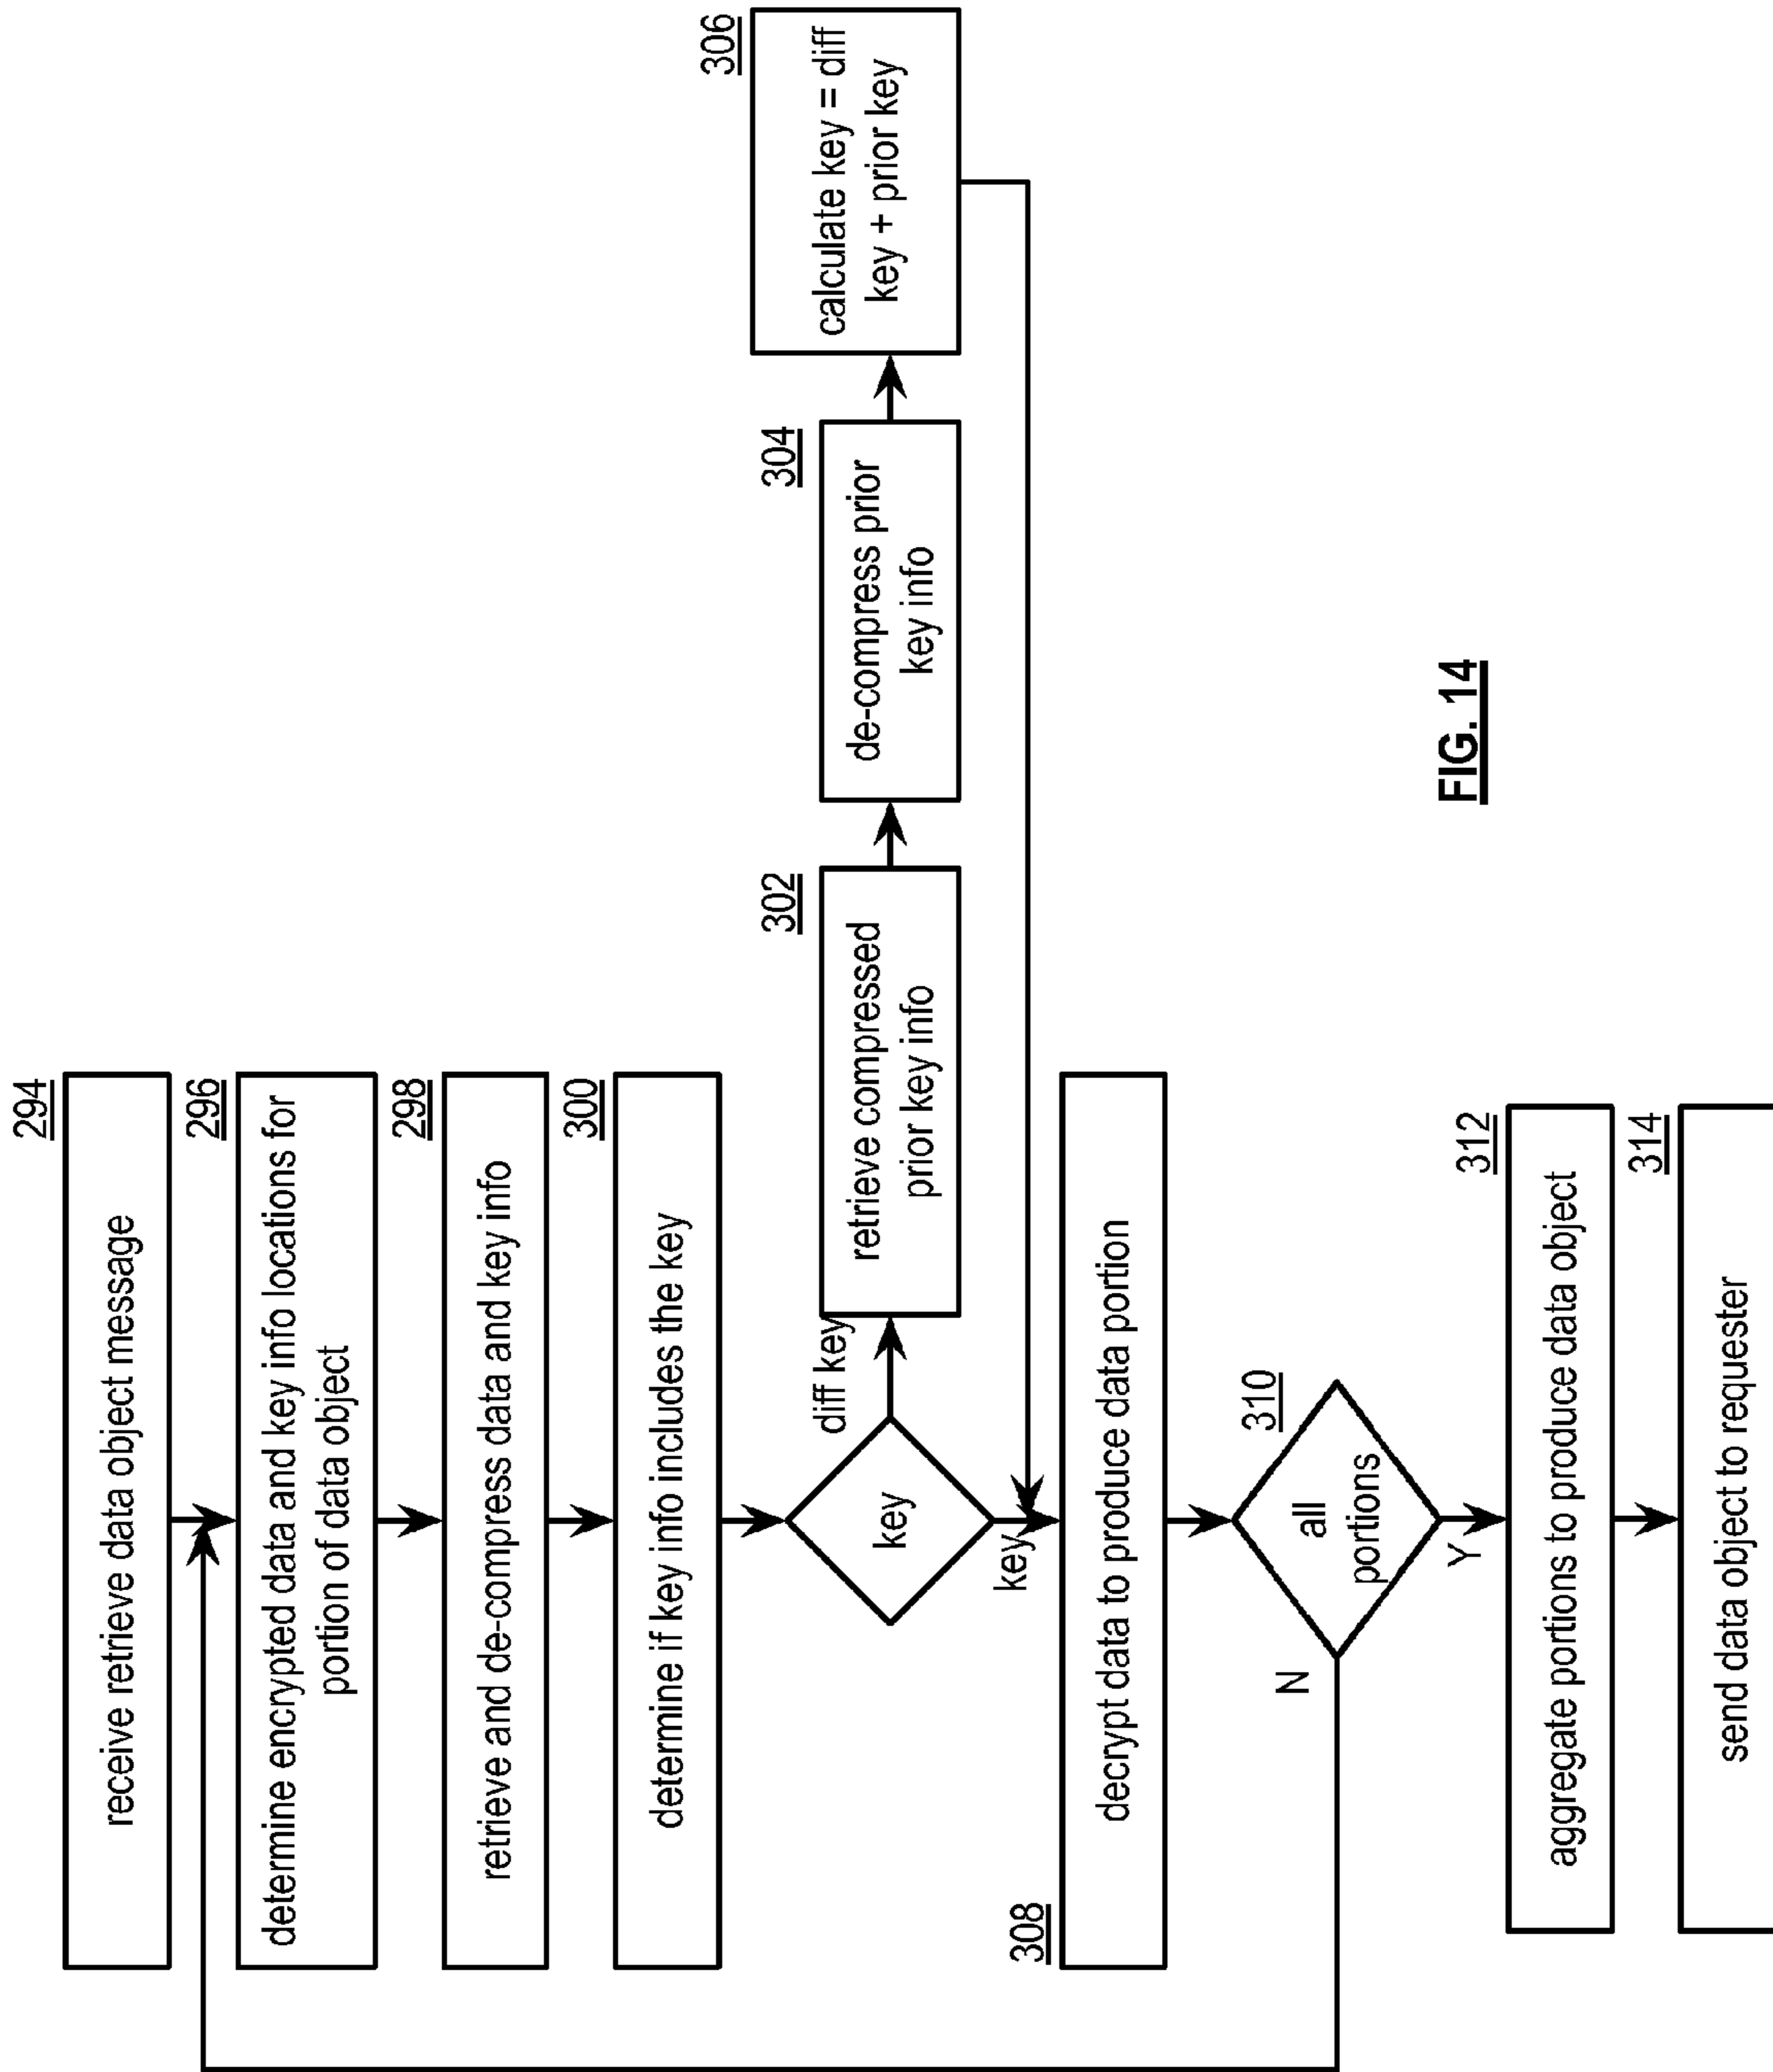 294
receive retrieve data object message
296
determine encrypted data and key info locations for
portion of data object
298
retrieve and de-compress data and key info
300
determine if key info includes the key
key
diff key
302
retrieve compressed
prior key info
304
de-compress prior
key info
306
calculate key = diff
key + prior key
key
308
decrypt data to produce data portion
310
all
portions
N
Y
312
aggregate portions to produce data object
314
send data object to requester
FIG. 14